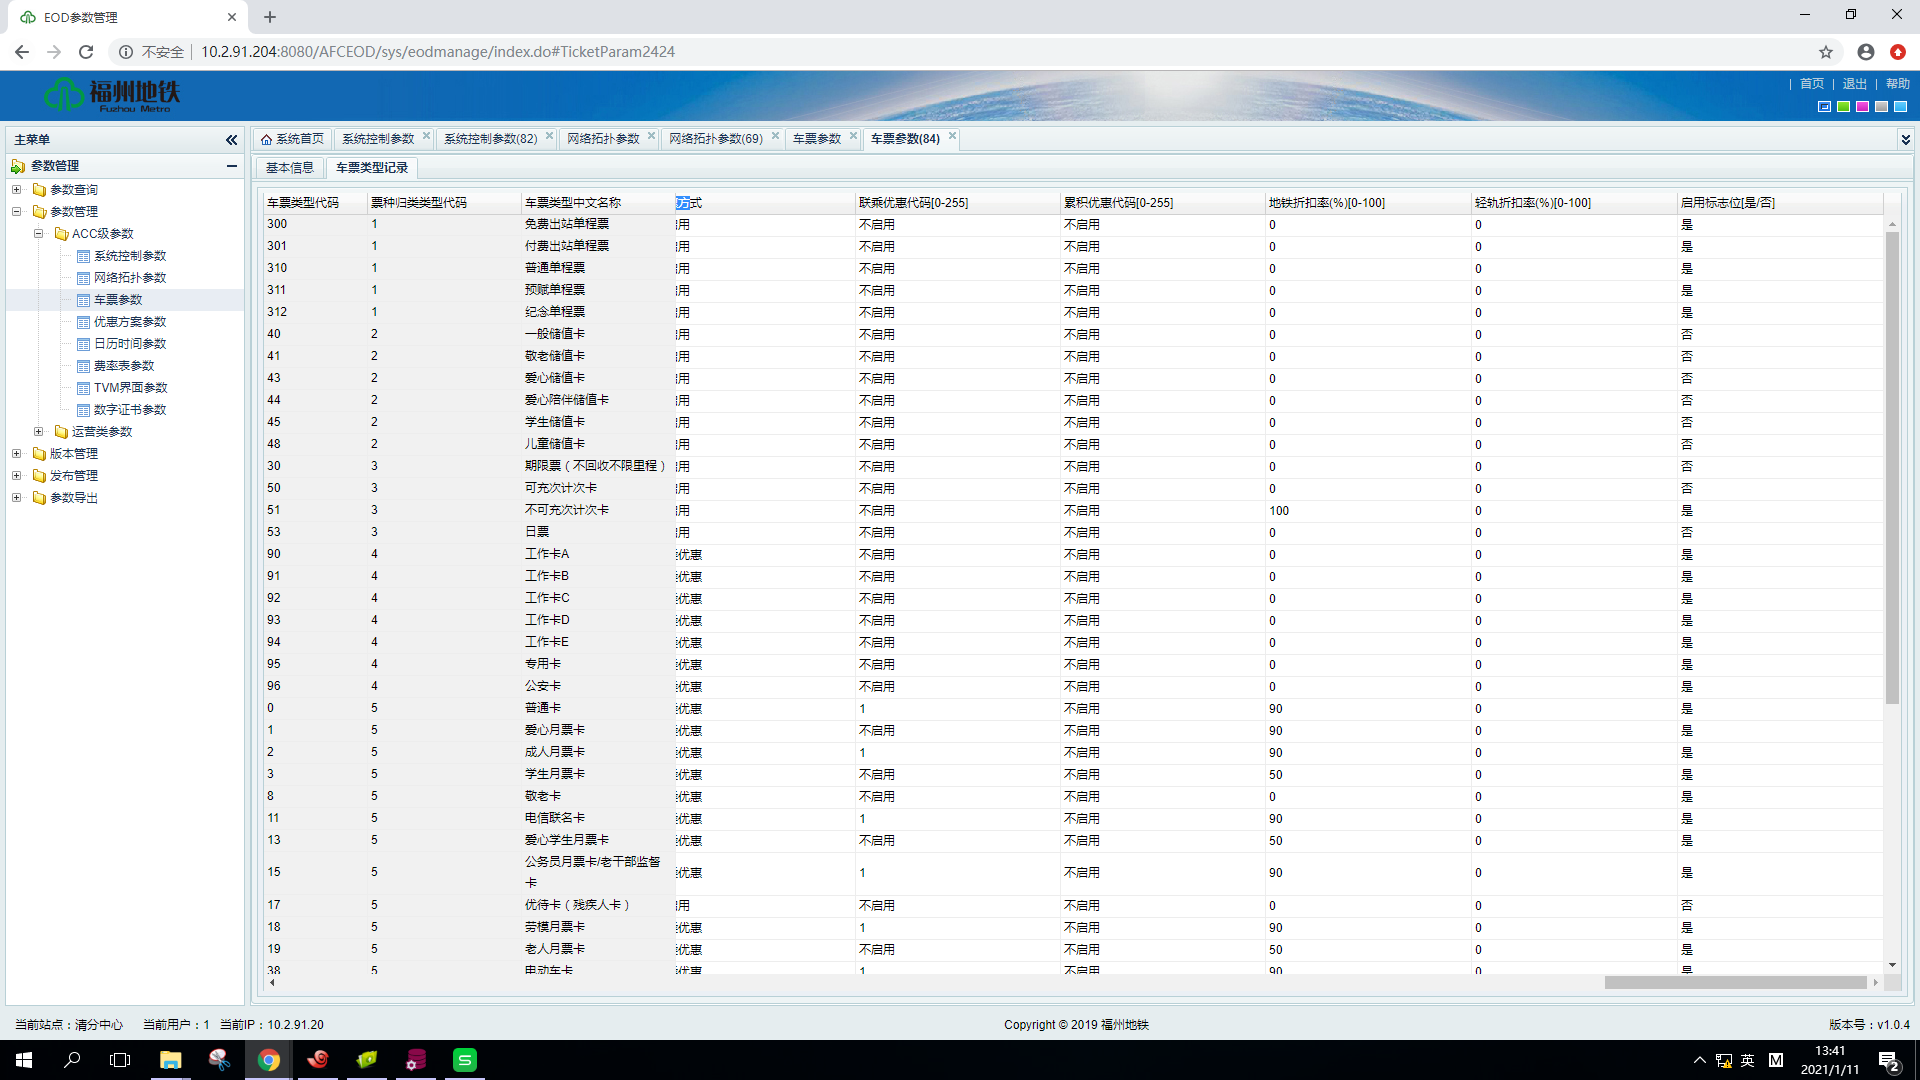 EOD参数管理
不安全 10.2.91.204:8080/AFCEOD/sys/eodmanage/index.do#TicketParam2424
福州地铁 Fuzhou Metro
首页 | 退出 | 帮助
主菜单
系统首页 系统控制参数 系统控制参数(82) 网络拓扑参数 网络拓扑参数(69) 车票参数 车票参数(84)
参数管理
基本信息 车票类型记录
参数查询
参数管理
ACC级参数
系统控制参数
网络拓扑参数
车票参数
优惠方案参数
日历时间参数
费率表参数
TVM界面参数
数字证书参数
运营类参数
版本管理
发布管理
参数导出
车票类型代码 票种归类类型代码 车票类型中文名称 方式 联乘优惠代码[0-255] 累积优惠代码[0-255] 地铁折扣率(%)[0-100] 轻轨折扣率(%)[0-100] 启用标志位[是/否]
300 1 免费出站单程票 用 不启用 不启用 0 0 是
301 1 付费出站单程票 用 不启用 不启用 0 0 是
310 1 普通单程票 用 不启用 不启用 0 0 是
311 1 预赋单程票 用 不启用 不启用 0 0 是
312 1 纪念单程票 用 不启用 不启用 0 0 是
40 2 一般储值卡 用 不启用 不启用 0 0 否
41 2 敬老储值卡 用 不启用 不启用 0 0 否
43 2 爱心储值卡 用 不启用 不启用 0 0 否
44 2 爱心陪伴储值卡 用 不启用 不启用 0 0 否
45 2 学生储值卡 用 不启用 不启用 0 0 否
48 2 儿童储值卡 用 不启用 不启用 0 0 否
30 3 期限票（不回收不限里程） 用 不启用 不启用 0 0 否
50 3 可充次计次卡 用 不启用 不启用 0 0 否
51 3 不可充次计次卡 用 不启用 不启用 100 0 是
53 3 日票 用 不启用 不启用 0 0 否
90 4 工作卡A 优惠 不启用 不启用 0 0 是
91 4 工作卡B 优惠 不启用 不启用 0 0 是
92 4 工作卡C 优惠 不启用 不启用 0 0 是
93 4 工作卡D 优惠 不启用 不启用 0 0 是
94 4 工作卡E 优惠 不启用 不启用 0 0 是
95 4 专用卡 优惠 不启用 不启用 0 0 是
96 4 公安卡 优惠 不启用 不启用 0 0 是
0 5 普通卡 优惠 1 不启用 90 0 是
1 5 爱心月票卡 优惠 不启用 不启用 90 0 是
2 5 成人月票卡 优惠 1 不启用 90 0 是
3 5 学生月票卡 优惠 不启用 不启用 50 0 是
8 5 敬老卡 优惠 不启用 不启用 0 0 是
11 5 电信联名卡 优惠 1 不启用 90 0 是
13 5 爱心学生月票卡 优惠 不启用 不启用 50 0 是
15 5 公务员月票卡/老干部监督卡 优惠 1 不启用 90 0 是
17 5 优待卡（残疾人卡） 用 不启用 不启用 0 0 否
18 5 劳模月票卡 优惠 1 不启用 90 0 是
19 5 老人月票卡 优惠 不启用 不启用 50 0 是
38 5 电动车卡 优惠 1 不启用 90 0 是
当前站点：清分中心 当前用户：1 当前IP：10.2.91.20 Copyright © 2019 福州地铁 版本号：v1.0.4
英 M
13:41
2021/1/11
2